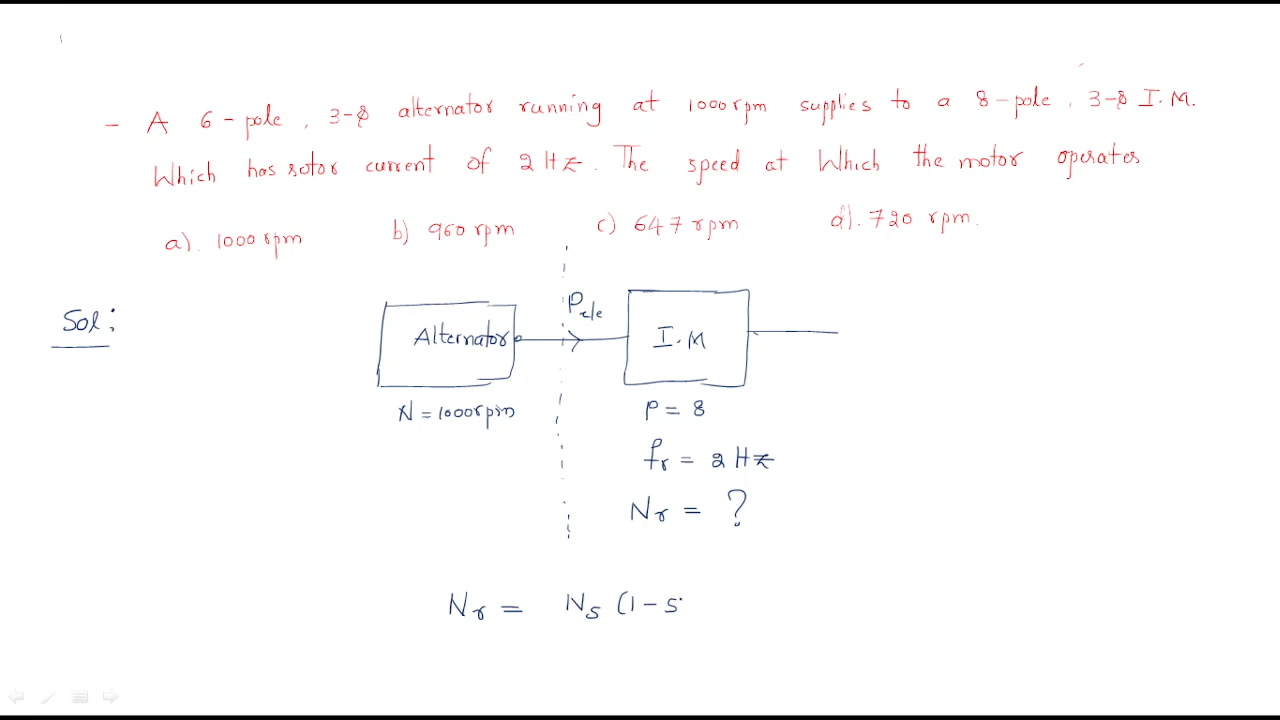 - A 6-pole, 3-ϕ alternator running at 1000 rpm supplies to a 8-pole, 3-ϕ I.M.
Which has rotor current of 2 Hz. The speed at Which the motor operates
a). 1000 rpm b) 960 rpm c) 647 rpm d). 720 rpm.
Sol:
Alternator
Pele
I.M
N = 1000rpm
P = 8
fr = 2 Hz
Nr = ?
Nr = Ns (1-s